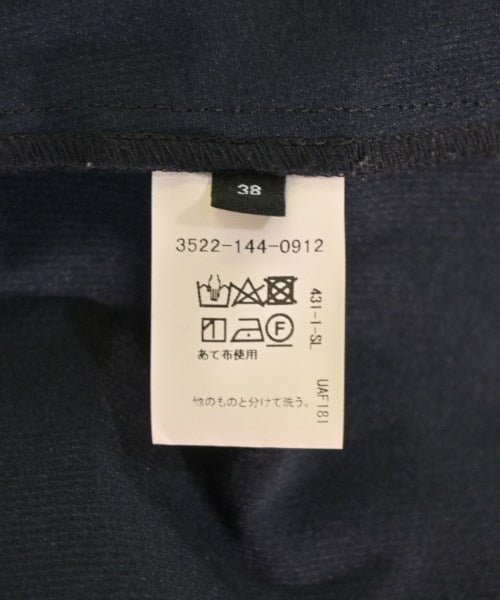 38
3522-144-0912
F
あて布使用
他のものと分けて洗う。
431-1-SL
UAF181